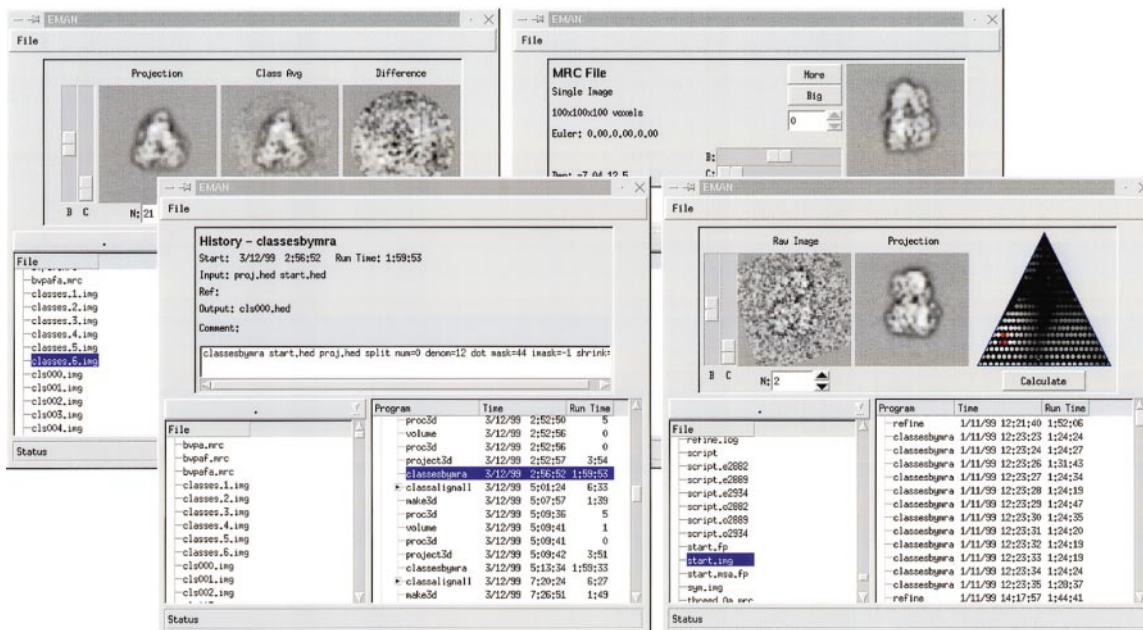 EMAN
File
Projection Class Avg Difference
B C N: 21
File
bvpafa.mrc
classes.1.img
classes.2.img
classes.3.img
classes.4.img
classes.5.img
classes.6.img
cls000.img
cls001.img
cls002.img
cls003.img
cls004.img
Status
EMAN
File
MRC File
Single Image
100x100x100 voxels
Euler: 0.00,0.00,0.00
More
Big
0
B:
C:
EMAN
File
History - classesbymra
Start: 3/12/99 2:56:52 Run Time: 1:59:53
Input: proj.hed start.hed
Ref:
Output: cls000.hed
Comment:
classesbymra start.hed proj.hed split num=0 denom=12 dot mask=44 imask=-1 shrink=
File
bvpa.mrc
bvpaf.mrc
bvpafa.mrc
classes.1.img
classes.2.img
classes.3.img
classes.4.img
classes.5.img
classes.6.img
cls000.img
cls001.img
cls002.img
Program Time Run Time
proc3d 3/12/99 2:52:50 5
volume 3/12/99 2:52:56 0
proc3d 3/12/99 2:52:56 0
project3d 3/12/99 2:52:57 3:54
classesbymra 3/12/99 2:56:52 1:59:53
classalignall 3/12/99 5:01:24 6:33
make3d 3/12/99 5:07:57 1:39
proc3d 3/12/99 5:09:36 5
volume 3/12/99 5:09:41 1
proc3d 3/12/99 5:09:41 0
project3d 3/12/99 5:09:42 3:51
classesbymra 3/12/99 5:13:34 1:59:33
classalignall 3/12/99 7:20:24 6:27
make3d 3/12/99 7:26:51 1:49
Status
EMAN
File
Raw Image Projection
B C N: 2
Calculate
File
refine.log
script
script.e2882
script.e2889
script.e2934
script.o2882
script.o2889
script.o2934
start.fp
start.img
start.msa.fp
sym.img
Program Time Run Time
refine 1/11/99 12:21:40 1:52:06
classesbymra 1/11/99 12:23:23 1:24:24
classesbymra 1/11/99 12:23:24 1:24:27
classesbymra 1/11/99 12:23:26 1:31:43
classesbymra 1/11/99 12:23:27 1:24:34
classesbymra 1/11/99 12:23:28 1:24:19
classesbymra 1/11/99 12:23:29 1:24:47
classesbymra 1/11/99 12:23:30 1:24:35
classesbymra 1/11/99 12:23:31 1:24:20
classesbymra 1/11/99 12:23:32 1:24:19
classesbymra 1/11/99 12:23:33 1:24:19
classesbymra 1/11/99 12:23:34 1:24:24
classesbymra 1/11/99 12:23:35 1:28:37
refine 1/11/99 14:17:57 1:44:41
Status